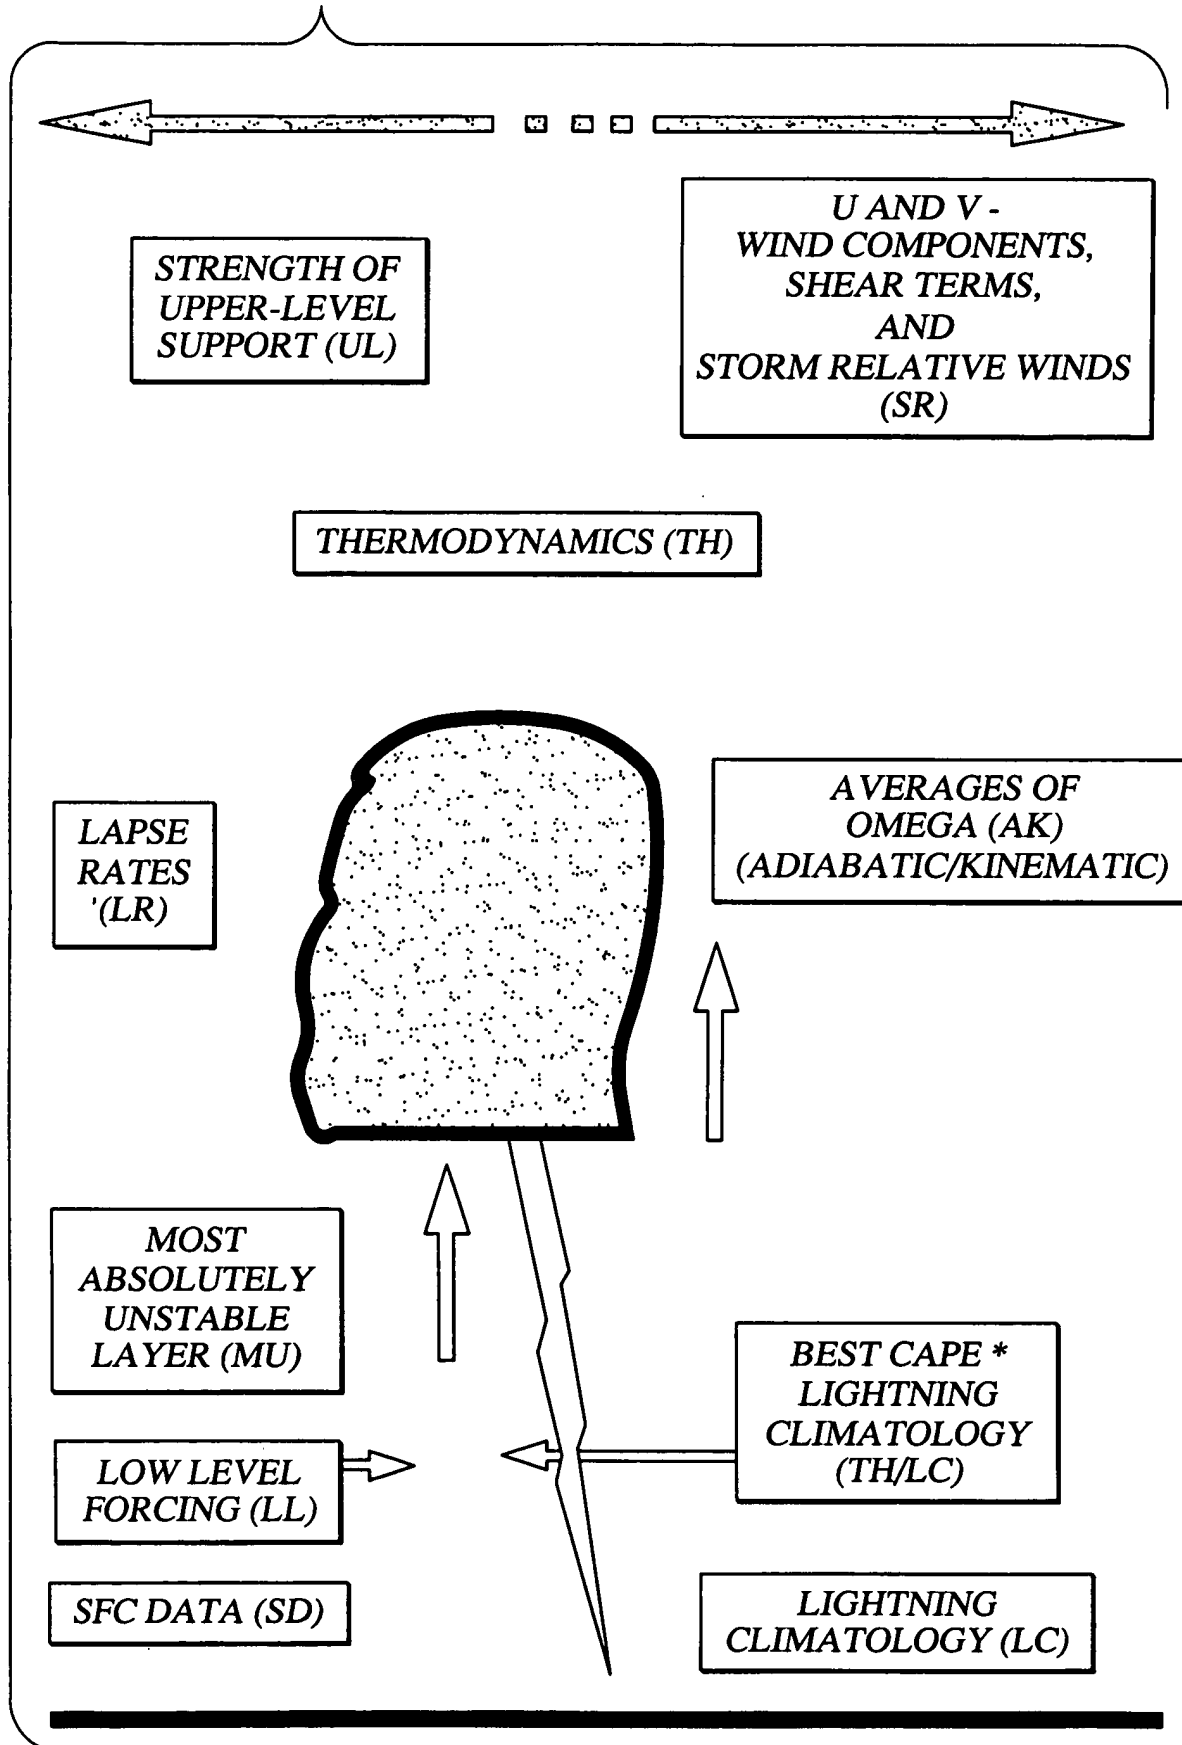 STRENGTH OF
UPPER-LEVEL
SUPPORT (UL)
U AND V -
WIND COMPONENTS,
SHEAR TERMS,
AND
STORM RELATIVE WINDS
(SR)
THERMODYNAMICS (TH)
LAPSE
RATES
'(LR)
AVERAGES OF
OMEGA (AK)
(ADIABATIC/KINEMATIC)
MOST
ABSOLUTELY
UNSTABLE
LAYER (MU)
BEST CAPE *
LIGHTNING
CLIMATOLOGY
(TH/LC)
LOW LEVEL
FORCING (LL)
SFC DATA (SD)
LIGHTNING
CLIMATOLOGY (LC)